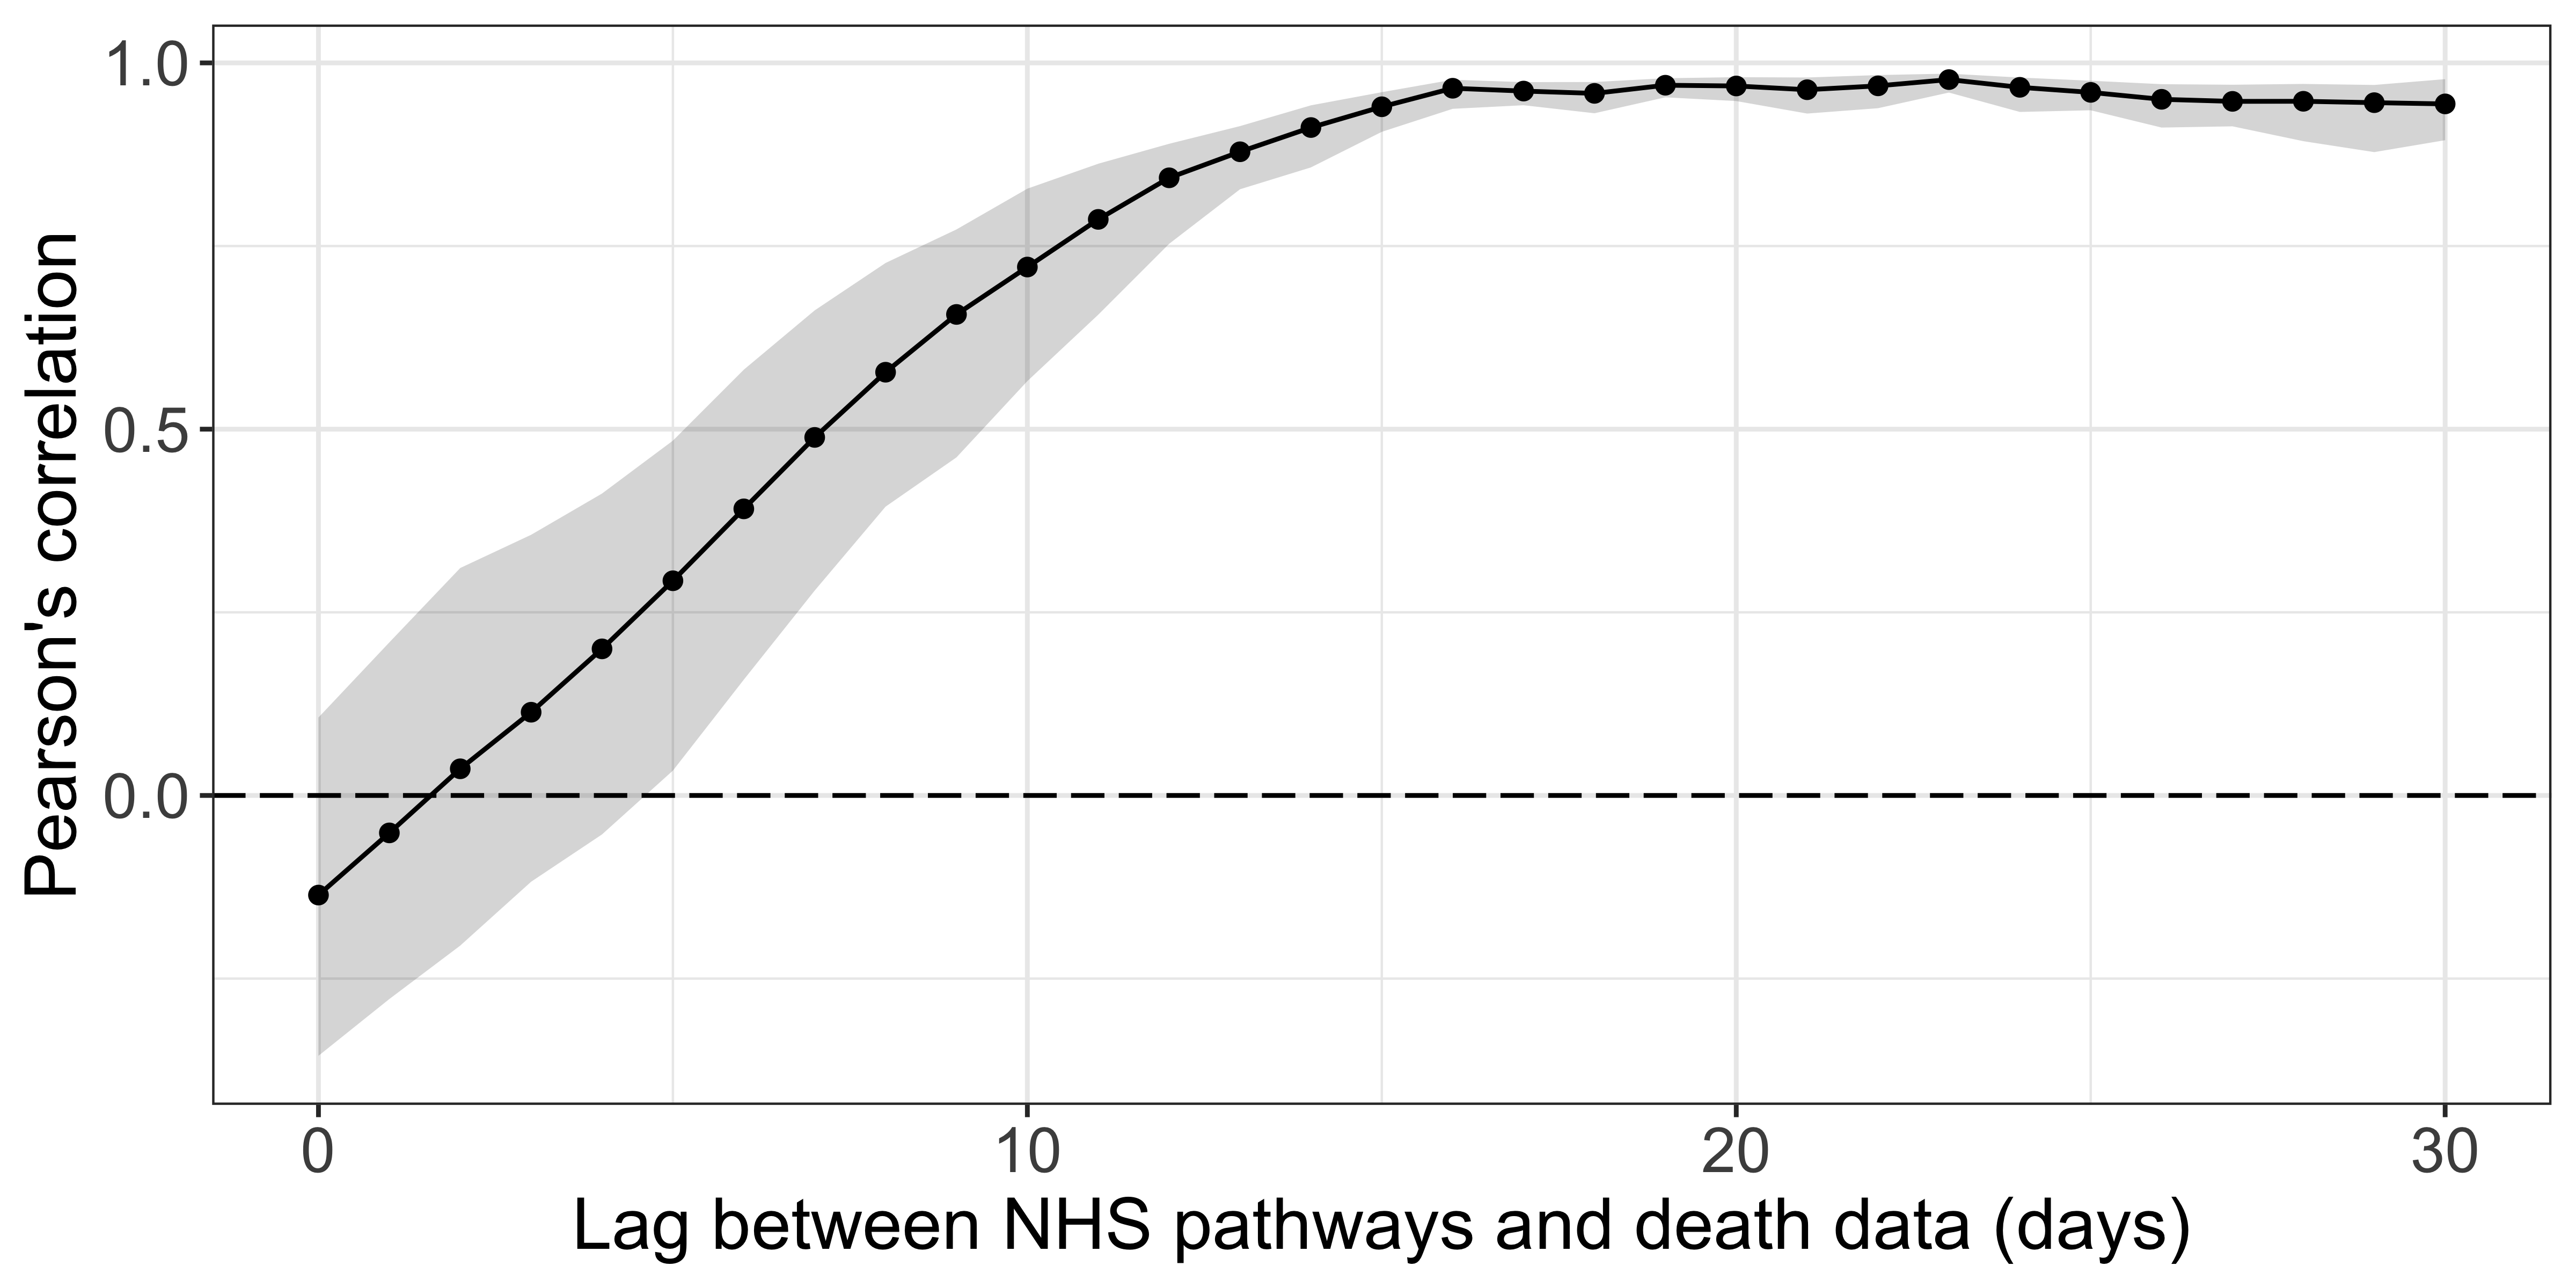 Pearson's correlation
1.0
0.5
0.0
0 10 20 30
Lag between NHS pathways and death data (days)